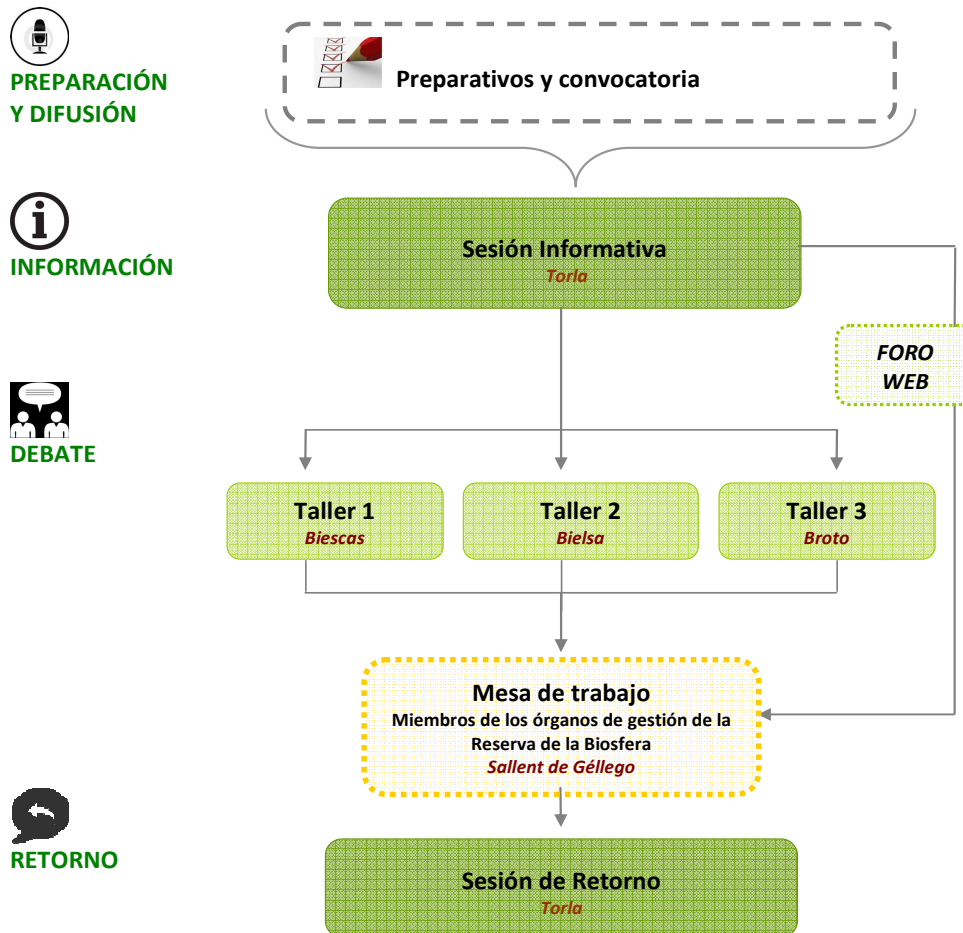 PREPARACIÓN
Y DIFUSIÓN
Preparativos y convocatoria
INFORMACIÓN
Sesión Informativa
Torla
FORO
WEB
DEBATE
Taller 1
Biescas
Taller 2
Bielsa
Taller 3
Broto
Mesa de trabajo
Miembros de los órganos de gestión de la
Reserva de la Biosfera
Sallent de Géllego
RETORNO
Sesión de Retorno
Torla